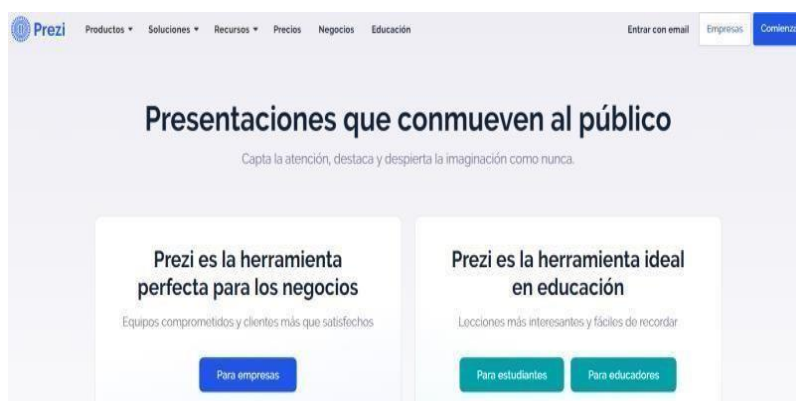 Prezi Productos Soluciones Recursos Precios Negocios Educación Entrar con email Empresas Comienza
Presentaciones que conmueven al público
Capta la atención, destaca y despierta la imaginación como nunca.
Prezi es la herramienta
perfecta para los negocios
Equipos comprometidos y clientes más que satisfechos
Para empresas
Prezi es la herramienta ideal
en educación
Lecciones más interesantes y fáciles de recordar
Para estudiantes Para educadores